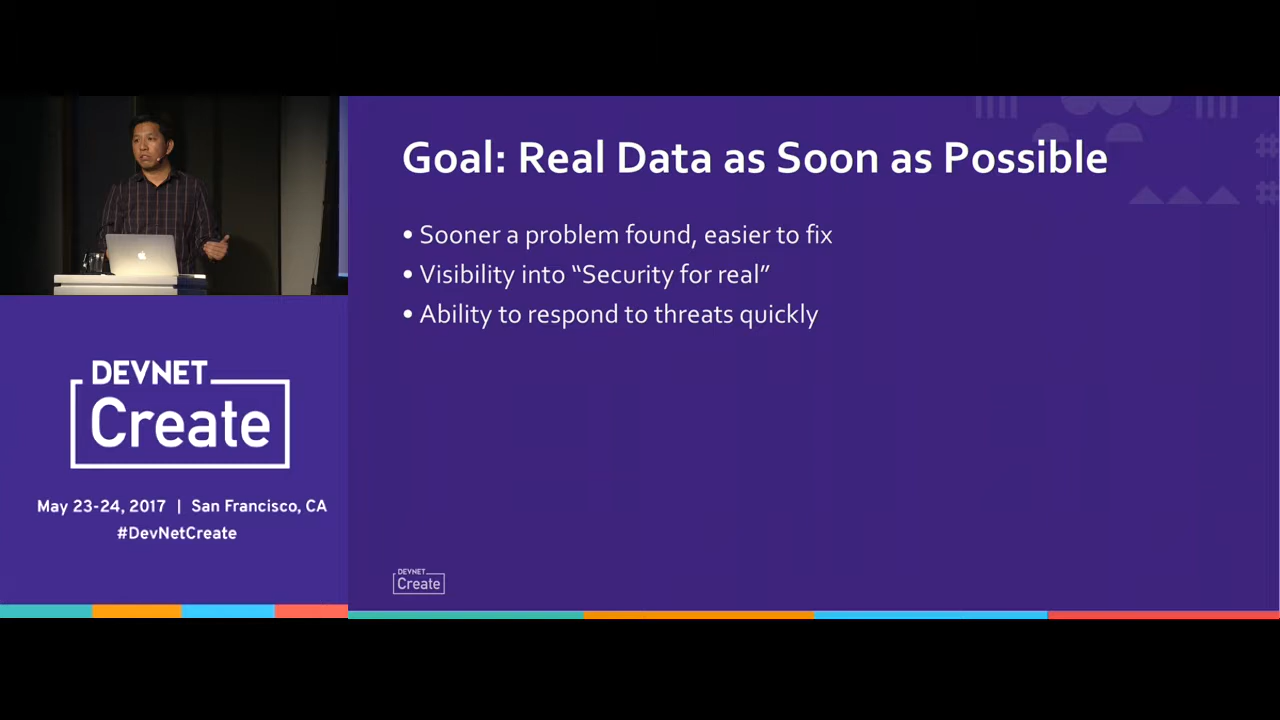 Goal: Real Data as Soon as Possible
• Sooner a problem found, easier to fix
• Visibility into “Security for real”
• Ability to respond to threats quickly
DEVNET
Create
May 23-24, 2017 | San Francisco, CA
#DevNetCreate
DEVNET
Create